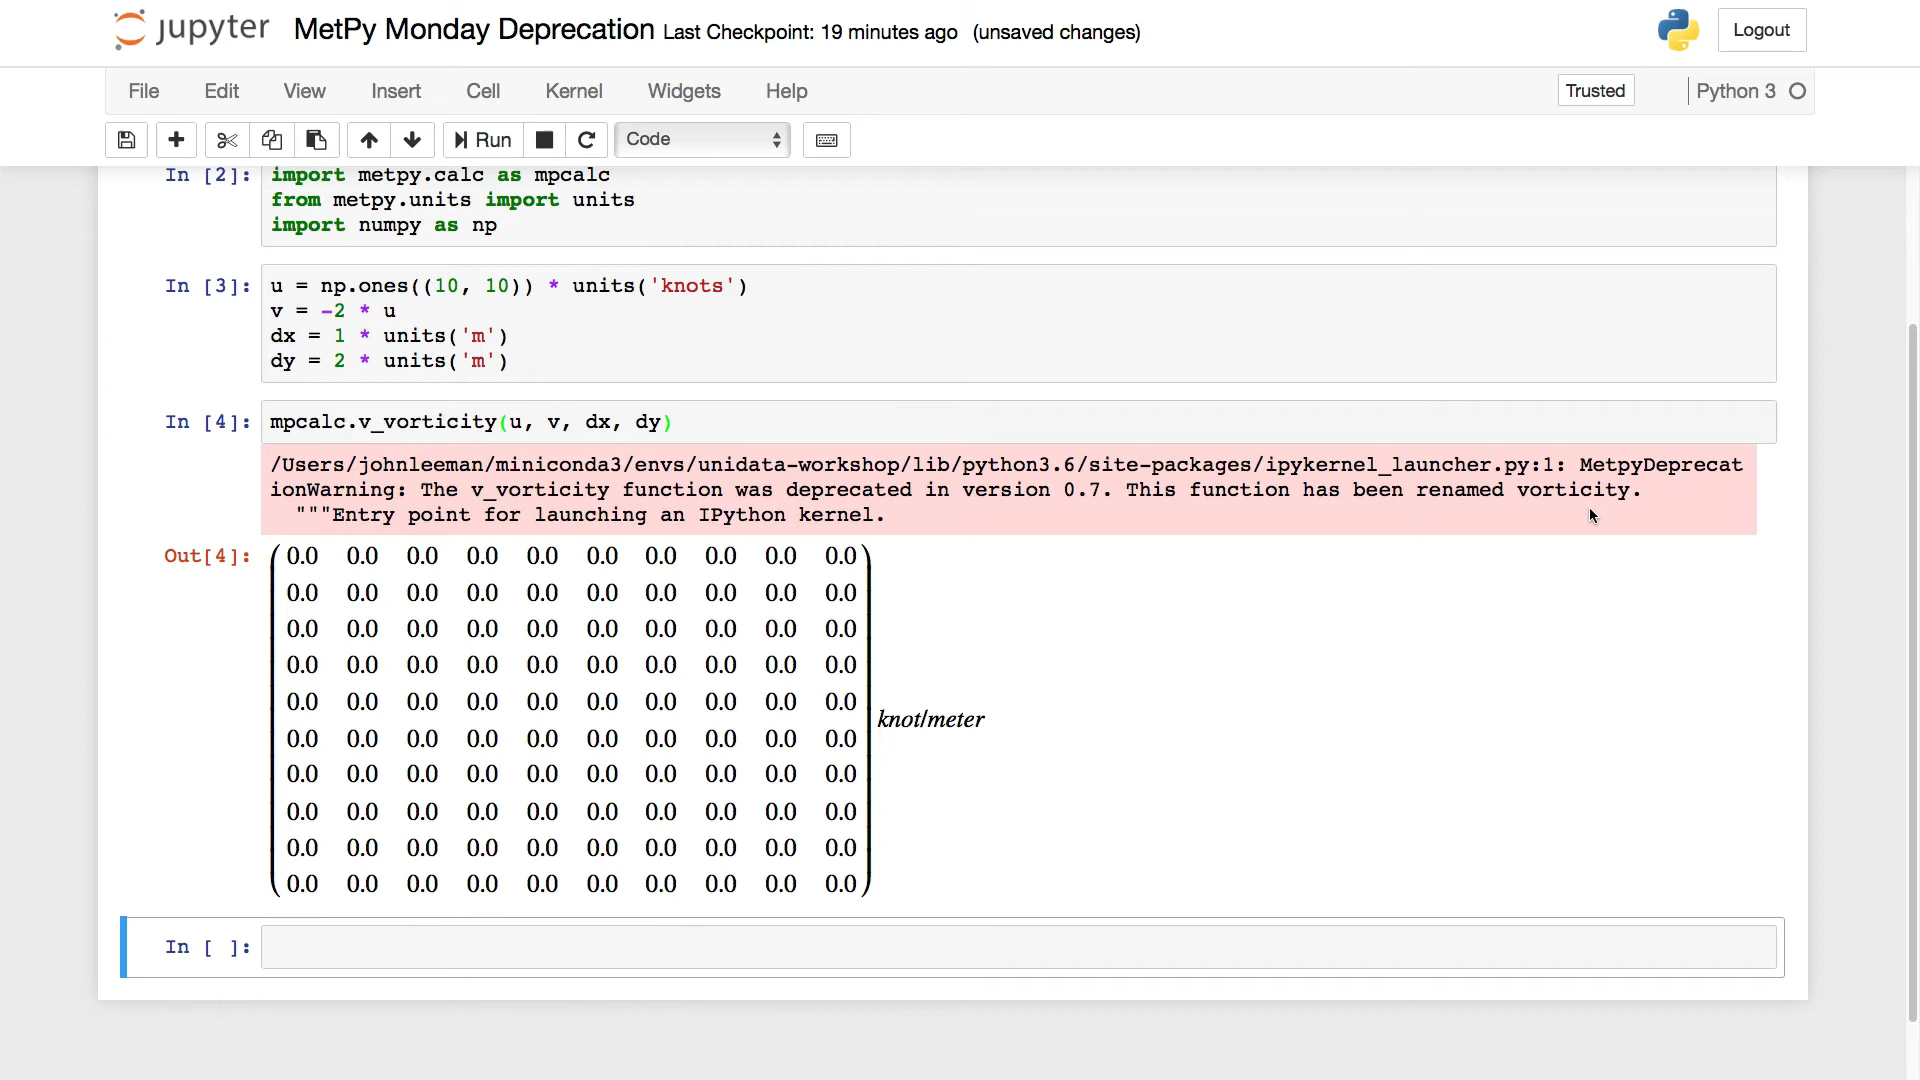 jupyter MetPy Monday Deprecation Last Checkpoint: 19 minutes ago (unsaved changes) Logout
File Edit View Insert Cell Kernel Widgets Help Trusted Python 3
Run Code
In [2]: import metpy.calc as mpcalc
from metpy.units import units
import numpy as np
In [3]: u = np.ones((10, 10)) * units('knots')
v = -2 * u
dx = 1 * units('m')
dy = 2 * units('m')
In [4]: mpcalc.v_vorticity(u, v, dx, dy)
/Users/johnleeman/miniconda3/envs/unidata-workshop/lib/python3.6/site-packages/ipykernel_launcher.py:1: MetpyDeprecat
ionWarning: The v_vorticity function was deprecated in version 0.7. This function has been renamed vorticity.
"""Entry point for launching an IPython kernel.
Out[4]: 0.0 0.0 0.0 0.0 0.0 0.0 0.0 0.0 0.0 0.0
0.0 0.0 0.0 0.0 0.0 0.0 0.0 0.0 0.0 0.0
0.0 0.0 0.0 0.0 0.0 0.0 0.0 0.0 0.0 0.0
0.0 0.0 0.0 0.0 0.0 0.0 0.0 0.0 0.0 0.0
0.0 0.0 0.0 0.0 0.0 0.0 0.0 0.0 0.0 0.0
knot/meter
0.0 0.0 0.0 0.0 0.0 0.0 0.0 0.0 0.0 0.0
0.0 0.0 0.0 0.0 0.0 0.0 0.0 0.0 0.0 0.0
0.0 0.0 0.0 0.0 0.0 0.0 0.0 0.0 0.0 0.0
0.0 0.0 0.0 0.0 0.0 0.0 0.0 0.0 0.0 0.0
0.0 0.0 0.0 0.0 0.0 0.0 0.0 0.0 0.0 0.0
In [ ]: